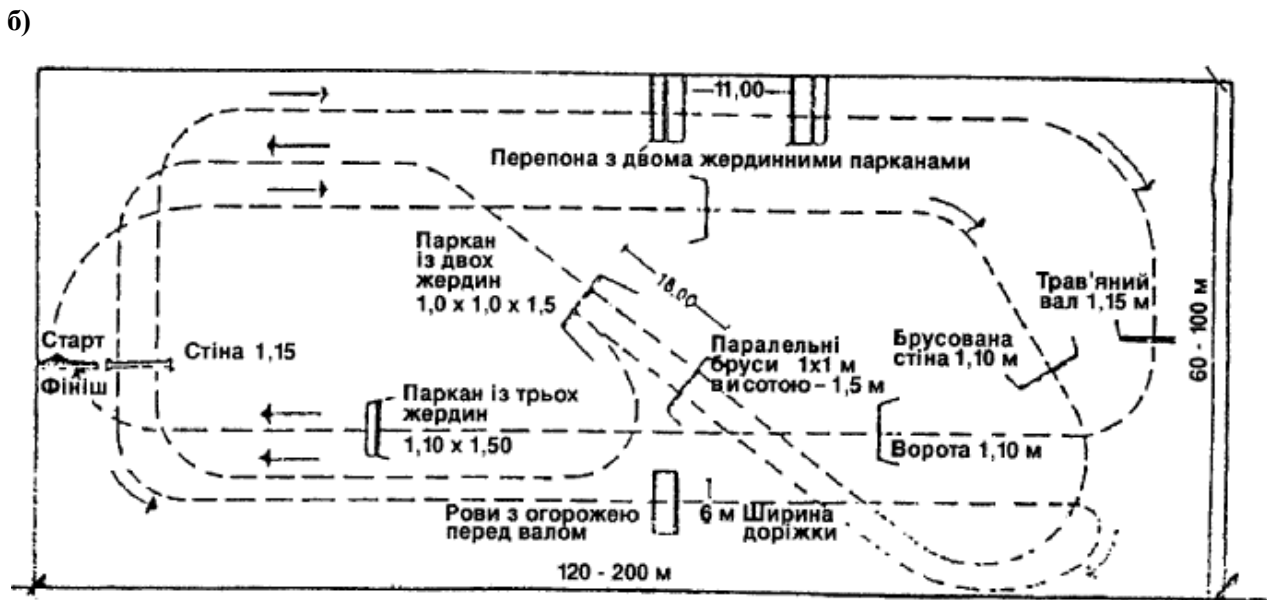 б)
11,00
Перепона з двома жердинними парканами
Паркан
із двох
жердин
1,0 х 1,0 х 1,5
18,00
Трав'яний
вал 1,15 м
60 - 100 м
Старт
Фініш
Стіна 1,15
Паралельні
бруси 1х1 м
висотою – 1,5 м
Брусована
стіна 1,10 м
Паркан із трьох
жердин
1,10 х 1,50
Ворота 1,10 м
Рови з огорожею
перед валом
6 м Ширина
доріжки
120 - 200 м